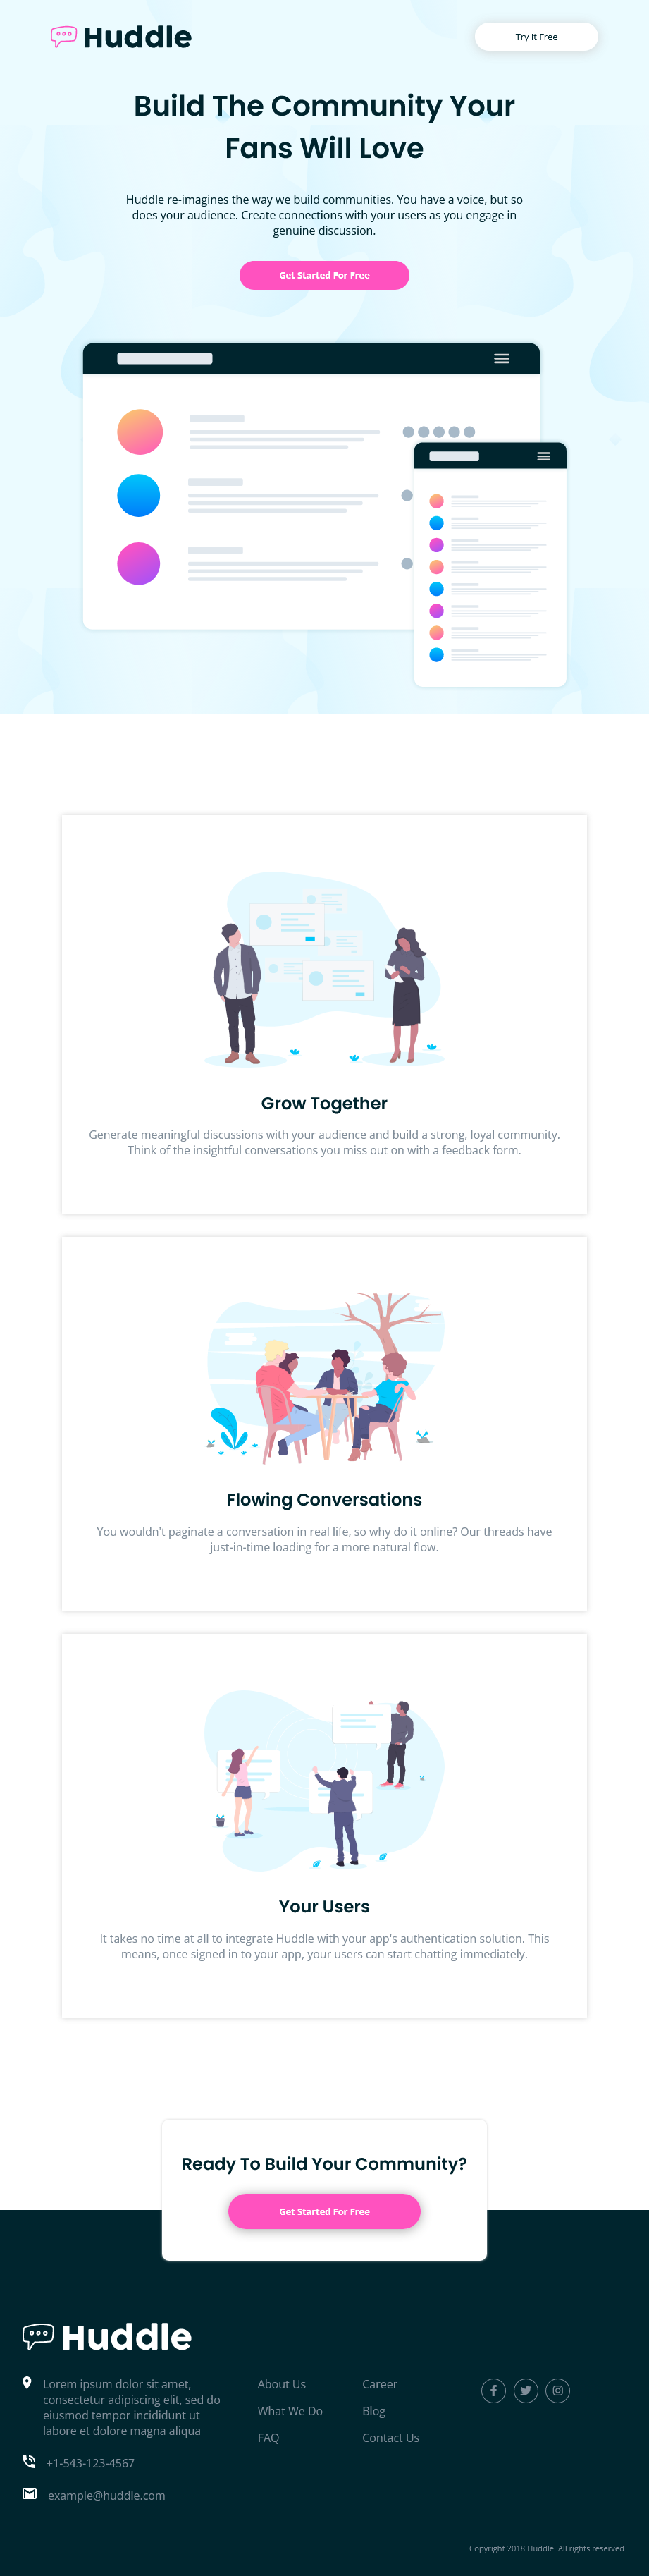 Huddle
Try It Free
Build The Community Your
Fans Will Love
Huddle re-imagines the way we build communities. You have a voice, but so
does your audience. Create connections with your users as you engage in
genuine discussion.
Get Started For Free
Grow Together
Generate meaningful discussions with your audience and build a strong, loyal community.
Think of the insightful conversations you miss out on with a feedback form.
Flowing Conversations
You wouldn't paginate a conversation in real life, so why do it online? Our threads have
just-in-time loading for a more natural flow.
Your Users
It takes no time at all to integrate Huddle with your app's authentication solution. This
means, once signed in to your app, your users can start chatting immediately.
Ready To Build Your Community?
Get Started For Free
Huddle
Lorem ipsum dolor sit amet,
consectetur adipiscing elit, sed do
eiusmod tempor incididunt ut
labore et dolore magna aliqua
+1-543-123-4567
example@huddle.com
About Us
What We Do
FAQ
Career
Blog
Contact Us
Copyright 2018 Huddle. All rights reserved.